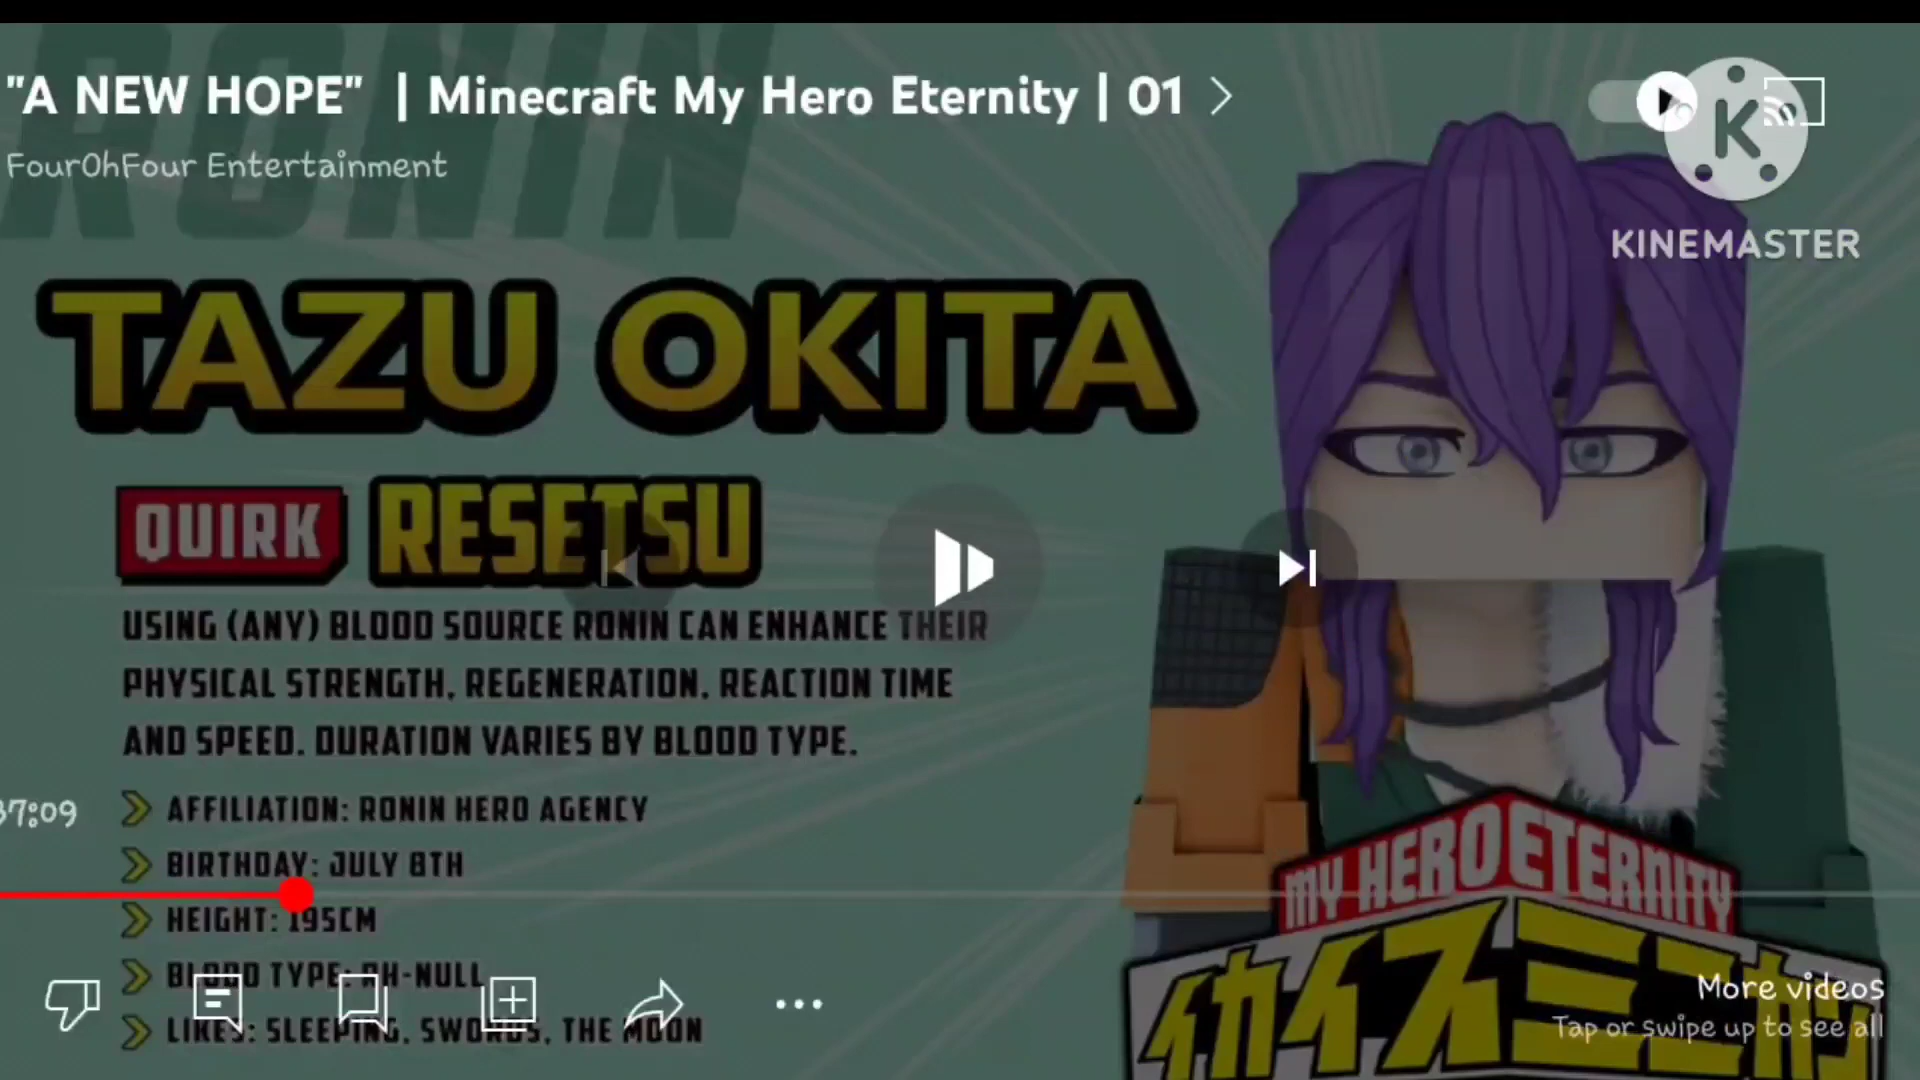 RONIN
"A NEW HOPE" | Minecraft My Hero Eternity | 01
FourOhFour Entertainment
K
KINEMASTER
TAZU OKITA
QUIRK RESETSU
USING (ANY) BLOOD SOURCE RONIN CAN ENHANCE THEIR
PHYSICAL STRENGTH, REGENERATION, REACTION TIME
AND SPEED. DURATION VARIES BY BLOOD TYPE.
37:09
AFFILIATION: RONIN HERO AGENCY
BIRTHDAY: JULY 8TH
HEIGHT: 195CM
BLOOD TYPE: RH-NULL
LIKES: SLEEPING, SWORDS, THE MOON
MY HERO ETERNITY
More videos
Tap or swipe up to see all